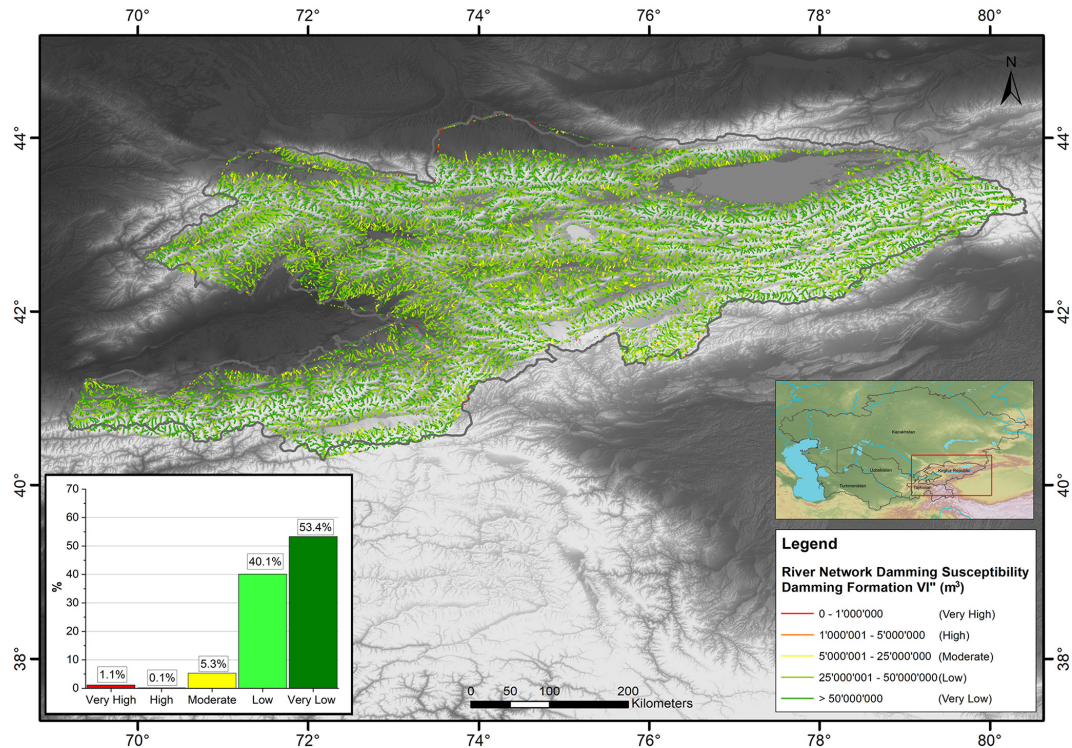 70° 72° 74° 76° 78° 80°
N
44° 44°
42° 42°
40° 40°
38° 38°
Kazakhstan
Uzbekistan
Kyrgyz Republic
Turkmenistan
Tajikistan
70
60
50
40
30
20
10
0
%
1.1%
0.1%
5.3%
40.1%
53.4%
Very High High Moderate Low Very Low
0 50 100 200
Kilometers
Legend
River Network Damming Susceptibility
Damming Formation VI" (m³)
0 - 1'000'000 (Very High)
1'000'001 - 5'000'000 (High)
5'000'001 - 25'000'000 (Moderate)
25'000'001 - 50'000'000(Low)
> 50'000'000 (Very Low)
70° 72° 74° 76° 78° 80°